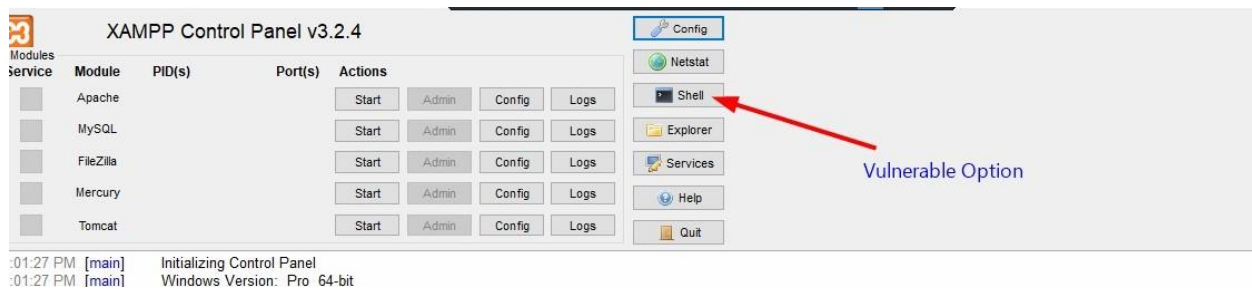 XAMPP Control Panel v3.2.4
Modules
Service Module PID(s) Port(s) Actions
Apache Start Admin Config Logs
MySQL Start Admin Config Logs
FileZilla Start Admin Config Logs
Mercury Start Admin Config Logs
Tomcat Start Admin Config Logs
Config
Netstat
Shell
Explorer
Services
Help
Quit
Vulnerable Option
:01:27 PM [main] Initializing Control Panel
:01:27 PM [main] Windows Version: Pro 64-bit